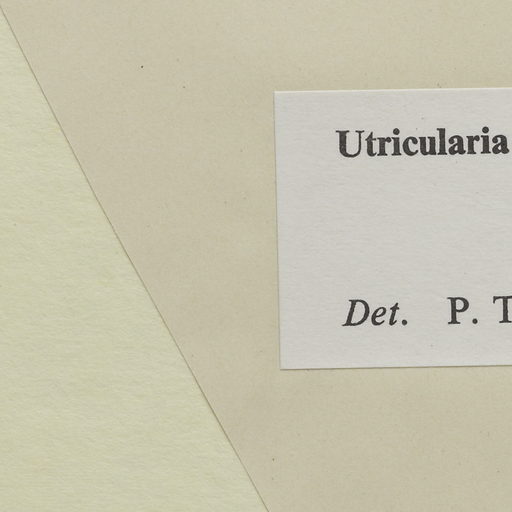 Utricularia
Det. P. T